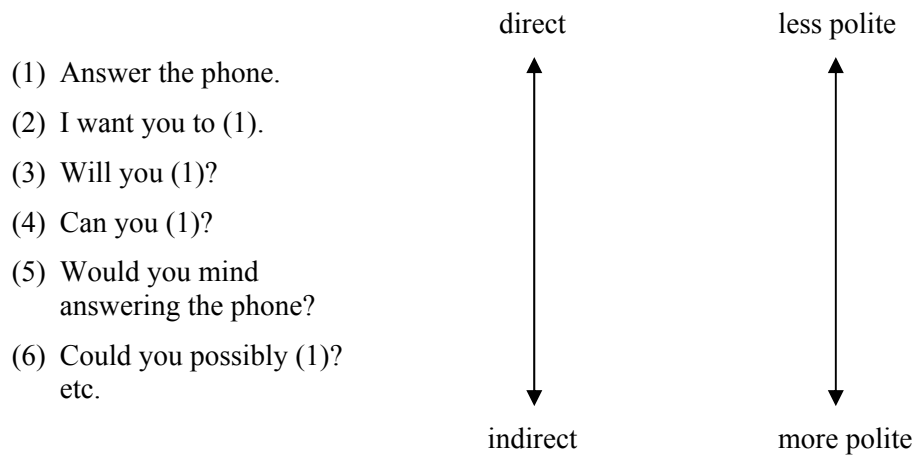 direct less polite
(1) Answer the phone.
(2) I want you to (1).
(3) Will you (1)?
(4) Can you (1)?
(5) Would you mind
answering the phone?
(6) Could you possibly (1)?
etc.
indirect more polite